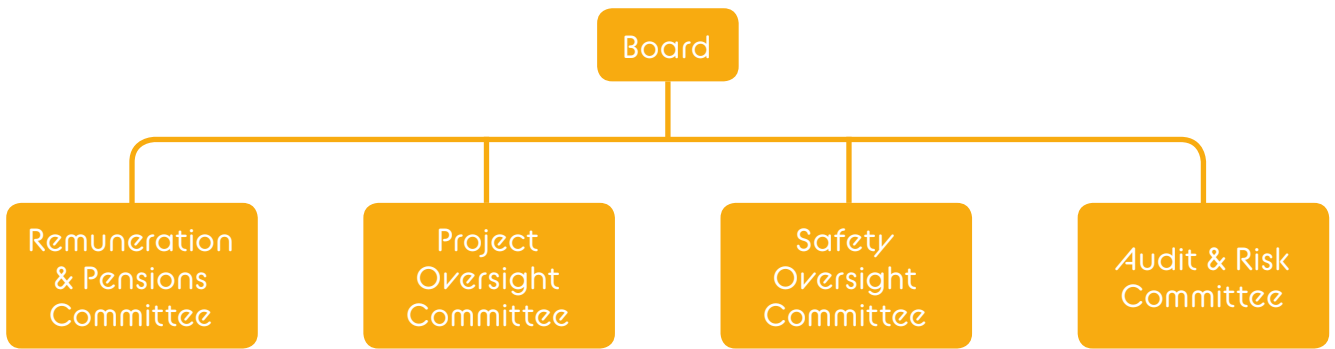 Board
Remuneration
& Pensions
Committee
Project
Oversight
Committee
Safety
Oversight
Committee
Audit & Risk
Committee